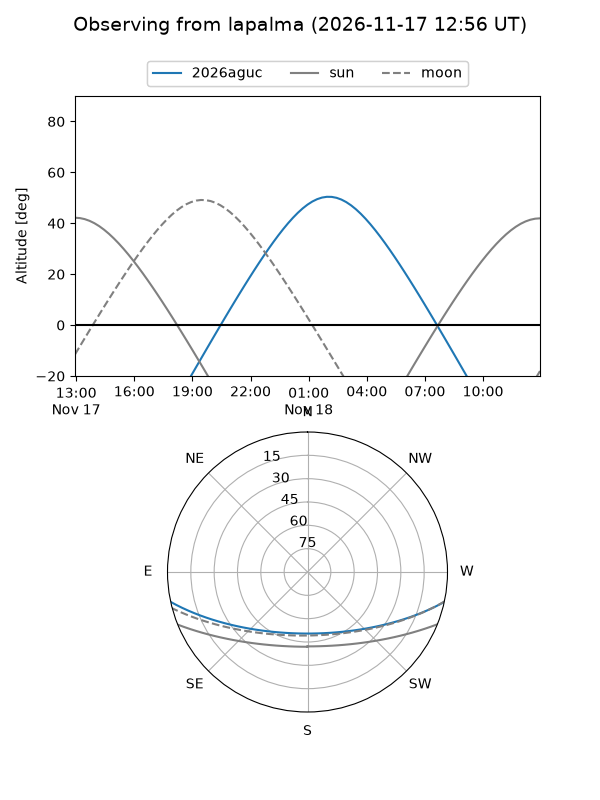 Observing from lapalma (2026-11-17 12:56 UT)
2026aguc sun moon
80
60
40
20
0
−20
Altitude [deg]
13:00 16:00 19:00 22:00 01:00 04:00 07:00 10:00
Nov 17 Nov 18
N
NE NW
15
30
45
60
75
E W
SE SW
S